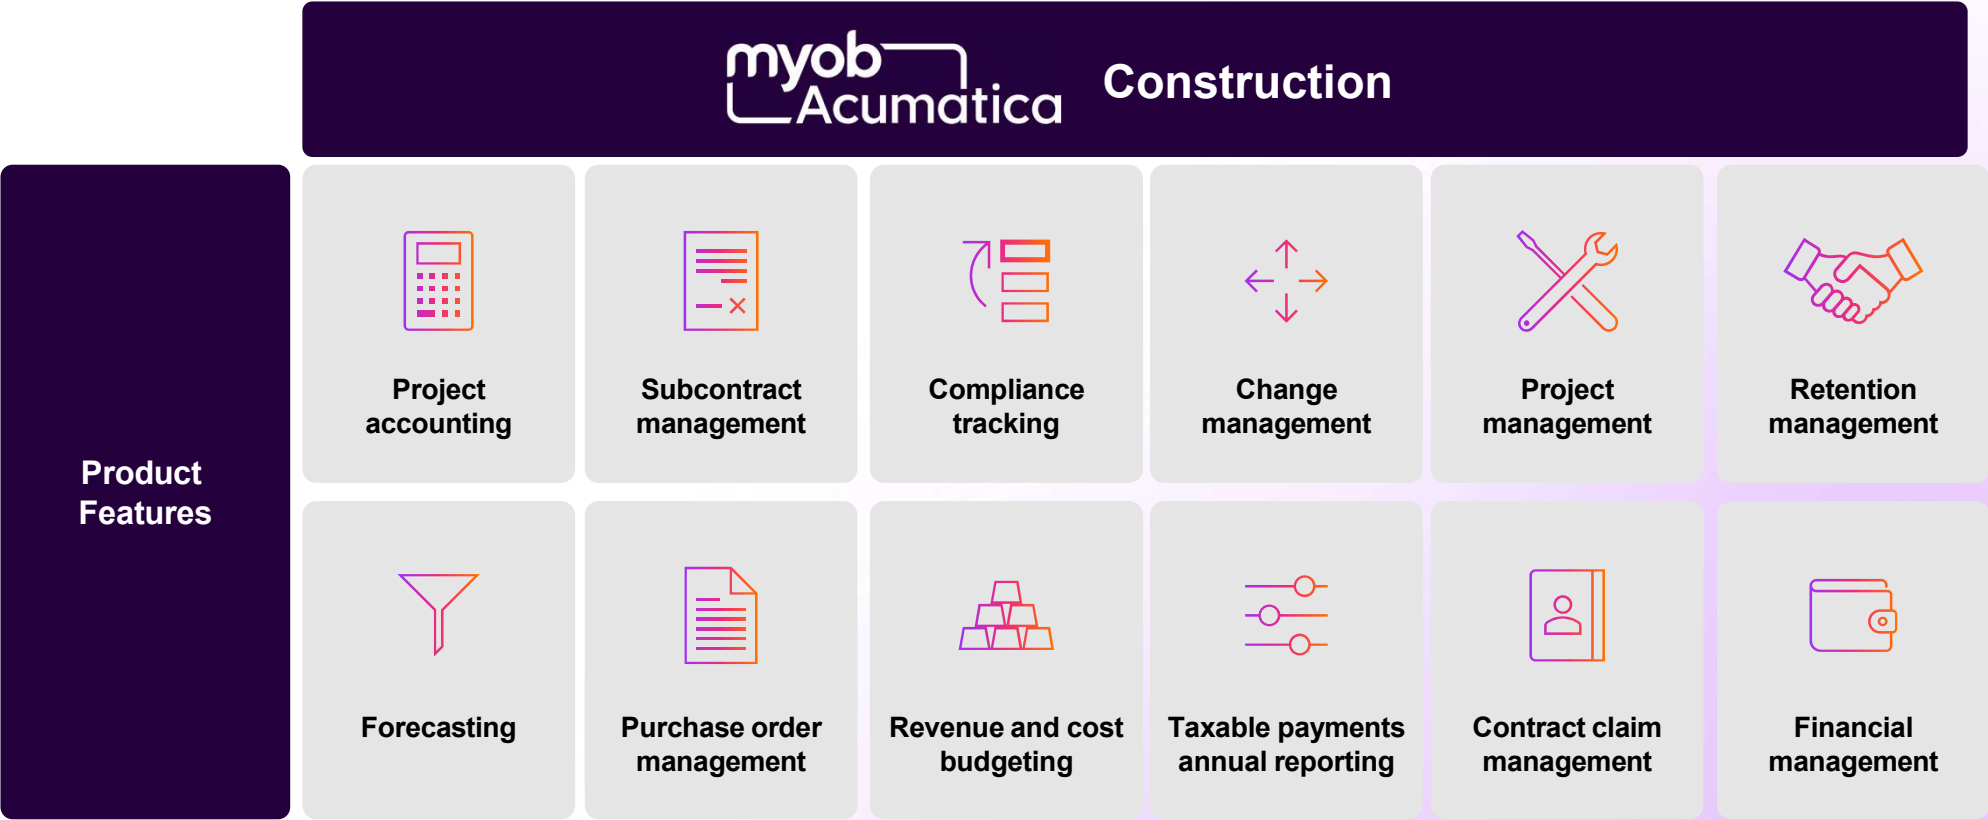 myob
Acumatica
Construction
Product
Features
Project
accounting
Subcontract
management
Compliance
tracking
Change
management
Project
management
Retention
management
Forecasting
Purchase order
management
Revenue and cost
budgeting
Taxable payments
annual reporting
Contract claim
management
Financial
management